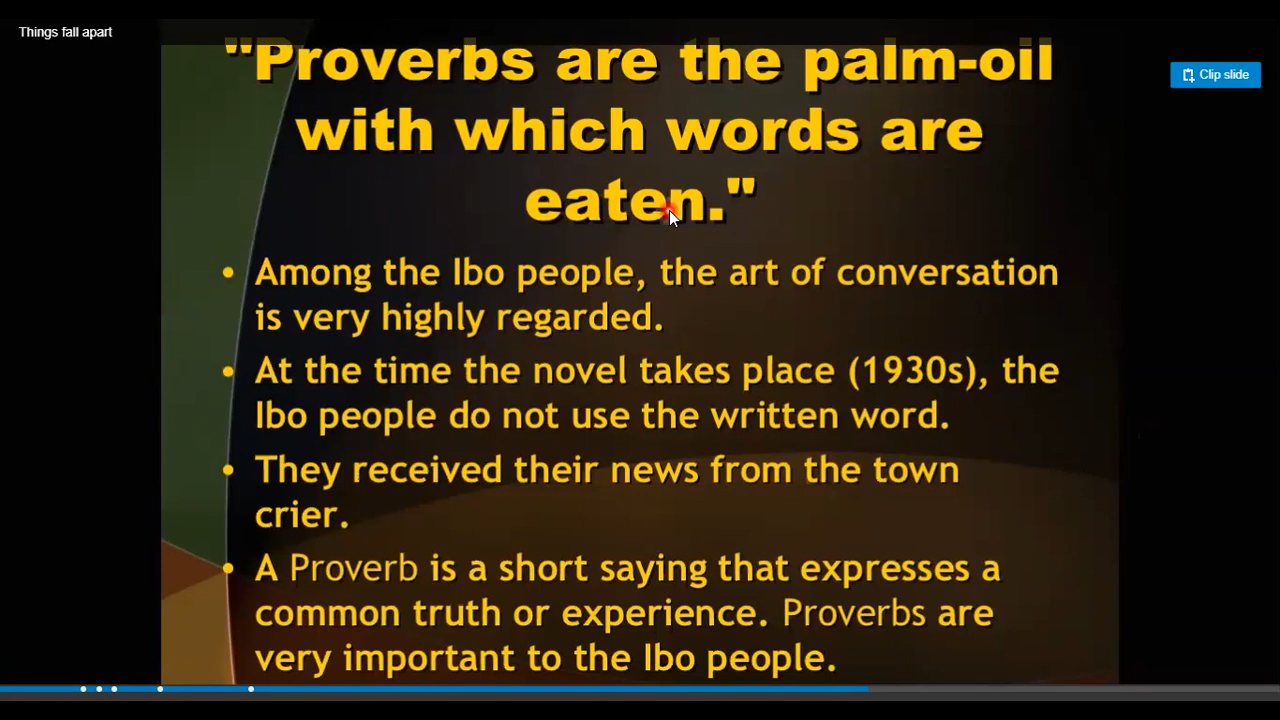 Things fall apart
"Proverbs are the palm-oil
with which words are
eaten."
Clip slide
• Among the Ibo people, the art of conversation
is very highly regarded.
• At the time the novel takes place (1930s), the
Ibo people do not use the written word.
• They received their news from the town
crier.
• A Proverb is a short saying that expresses a
common truth or experience. Proverbs are
very important to the Ibo people.